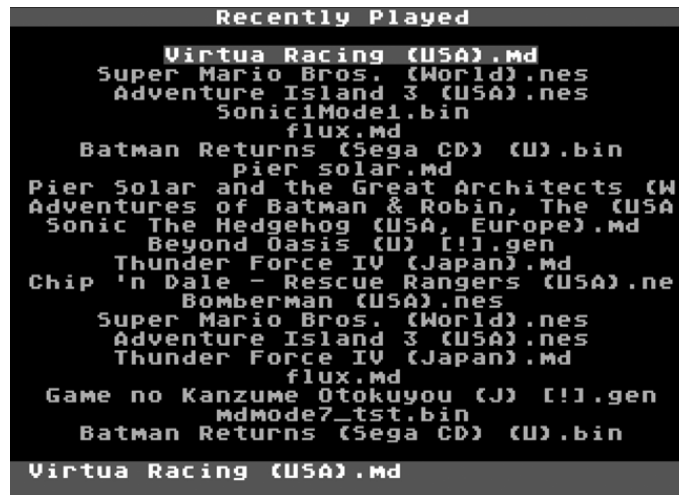 Recently Played
Virtua Racing (USA).md
Super Mario Bros. (World).nes
Adventure Island 3 (USA).nes
Sonic1Mode1.bin
flux.md
Batman Returns (Sega CD) (U).bin
pier solar.md
Pier Solar and the Great Architects (W
Adventures of Batman & Robin, The (USA
Sonic The Hedgehog (USA, Europe).md
Beyond Oasis (U) [!].gen
Thunder Force IV (Japan).md
Chip 'n Dale - Rescue Rangers (USA).ne
Bomberman (USA).nes
Super Mario Bros. (World).nes
Adventure Island 3 (USA).nes
Thunder Force IV (Japan).md
flux.md
Game no Kanzume Otokuyou (J) [!].gen
mdmode7_tst.bin
Batman Returns (Sega CD) (U).bin
Virtua Racing (USA).md